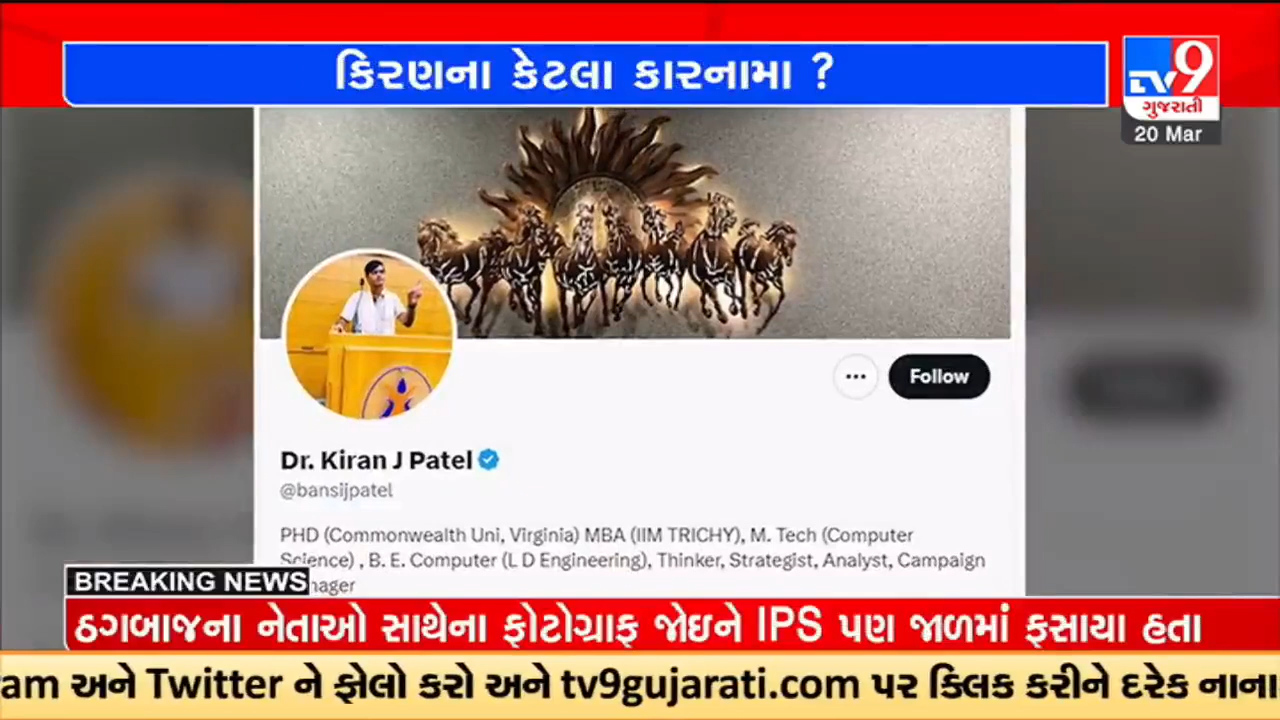 કિરણના કેટલા કારનામા ?
TV9
ગુજરાતી
20 Mar
Follow
Dr. Kiran J Patel
@bansijpatel
PHD (Commonwealth Uni, Virginia) MBA (IIM TRICHY), M. Tech (Computer
Science) , B. E. Computer (L D Engineering), Thinker, Strategist, Analyst, Campaign
BREAKING NEWS
ઠગબાજના નેતાઓ સાથેના ફોટોગ્રાફ જોઇને IPS પણ જાળમાં ફસાયા હતા
am અને Twitter ને ફોલો કરો અને tv9gujarati.com પર ક્લિક કરીને દરેક નાના